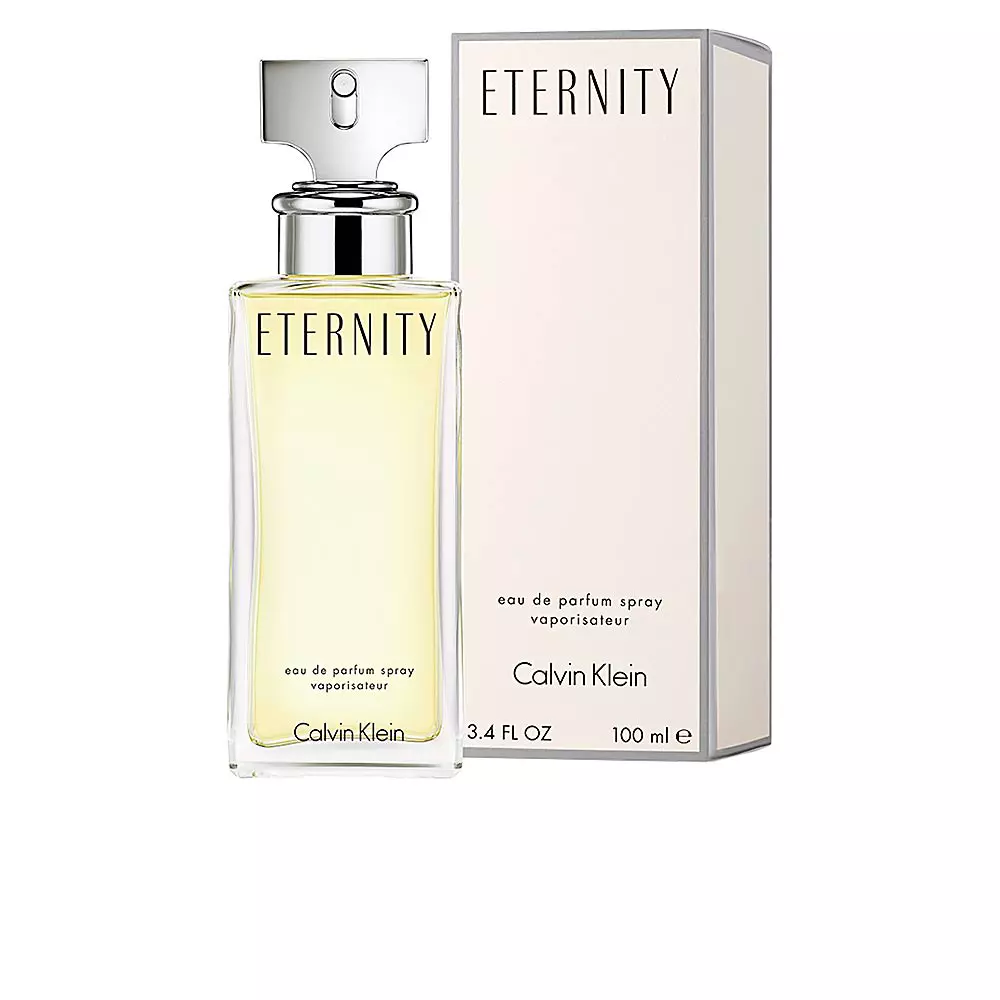 ETERNITY
eau de parfum spray
vaporisateur
Calvin Klein
ETERNITY
eau de parfum spray
vaporisateur
Calvin Klein
3.4 FL OZ 100 ml ℮